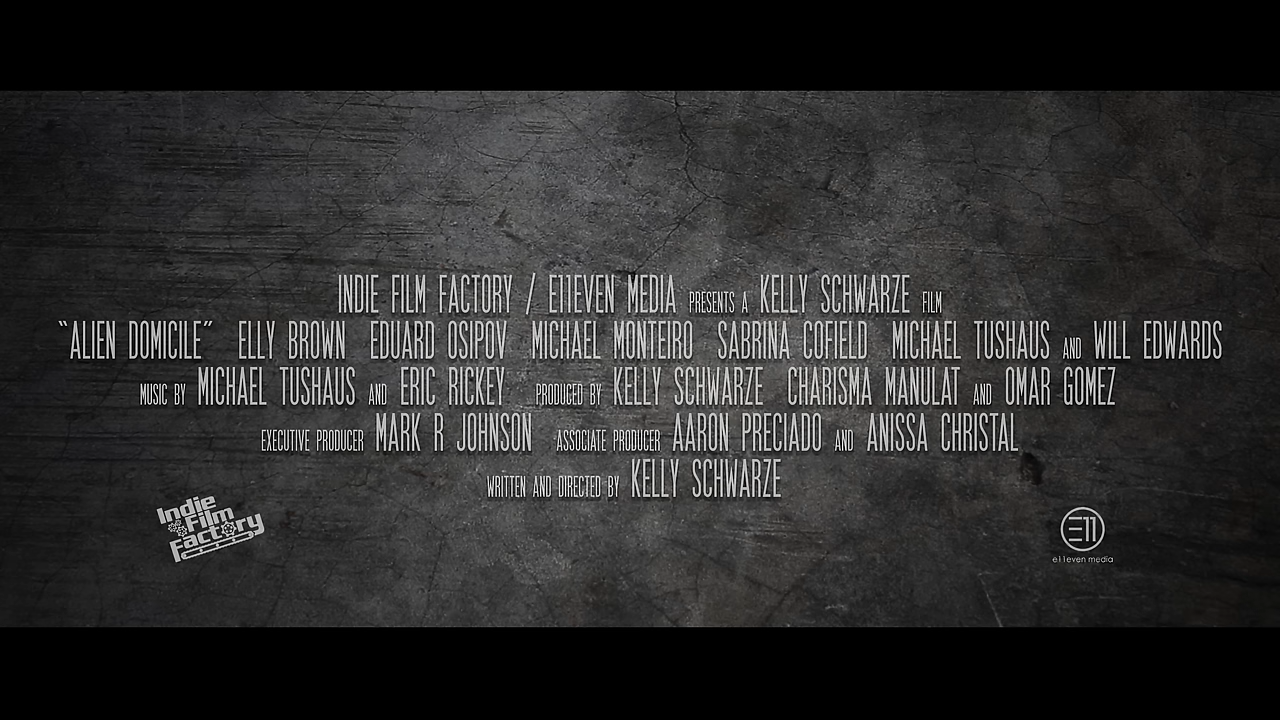 INDIE FILM FACTORY / E11EVEN MEDIA PRESENTS A KELLY SCHWARZE FILM
"ALIEN DOMICILE" ELLY BROWN EDUARD OSIPOV MICHAEL MONTEIRO SABRINA COFIELD MICHAEL TUSHAUS AND WILL EDWARDS
MUSIC BY MICHAEL TUSHAUS AND ERIC RICKEY PRODUCED BY KELLY SCHWARZE CHARISMA MANULAT AND OMAR GOMEZ
EXECUTIVE PRODUCER MARK R JOHNSON ASSOCIATE PRODUCER AARON PRECIADO AND ANISSA CHRISTAL
WRITTEN AND DIRECTED BY KELLY SCHWARZE
Indie
Film
Factory
E11
e11even media